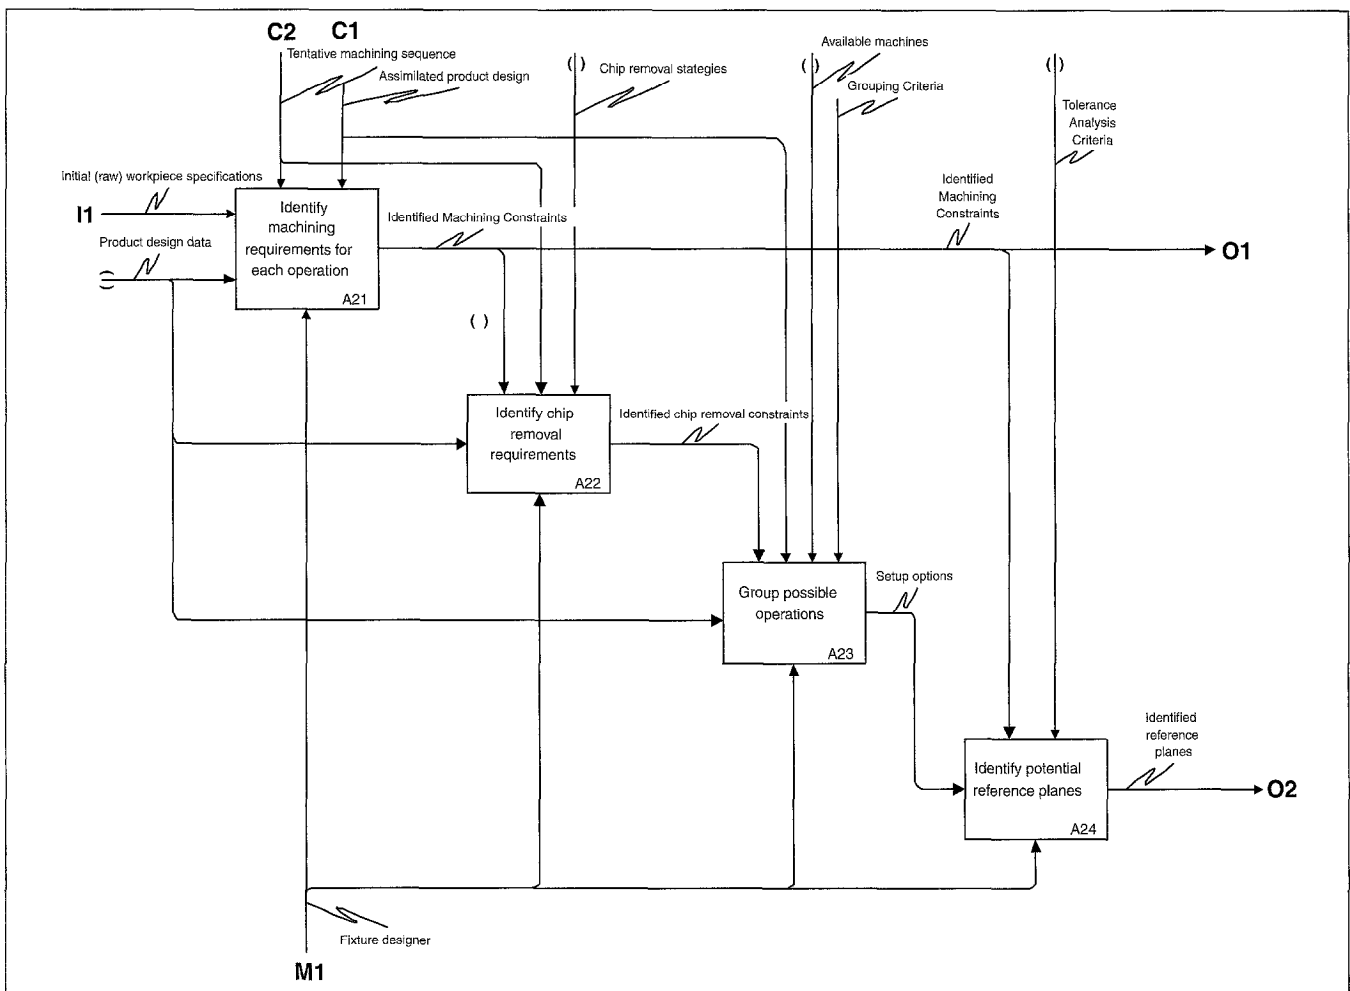 C2 C1
Tentative machining sequence
Assimilated product design
( )
Chip removal stategies
( )
Available machines
Grouping Criteria
( )
Tolerance
Analysis
Criteria
Initial (raw) workpiece specifications
I1
Product design data
( )
Identify
machining
requirements for
each operation
A21
Identified Machining Constraints
Identified
Machining
Constraints
O1
( )
Identify chip
removal
requirements
A22
Identified chip removal constraints
Group possible
operations
A23
Setup options
Identify potential
reference planes
A24
Identified
reference
planes
O2
Fixture designer
M1